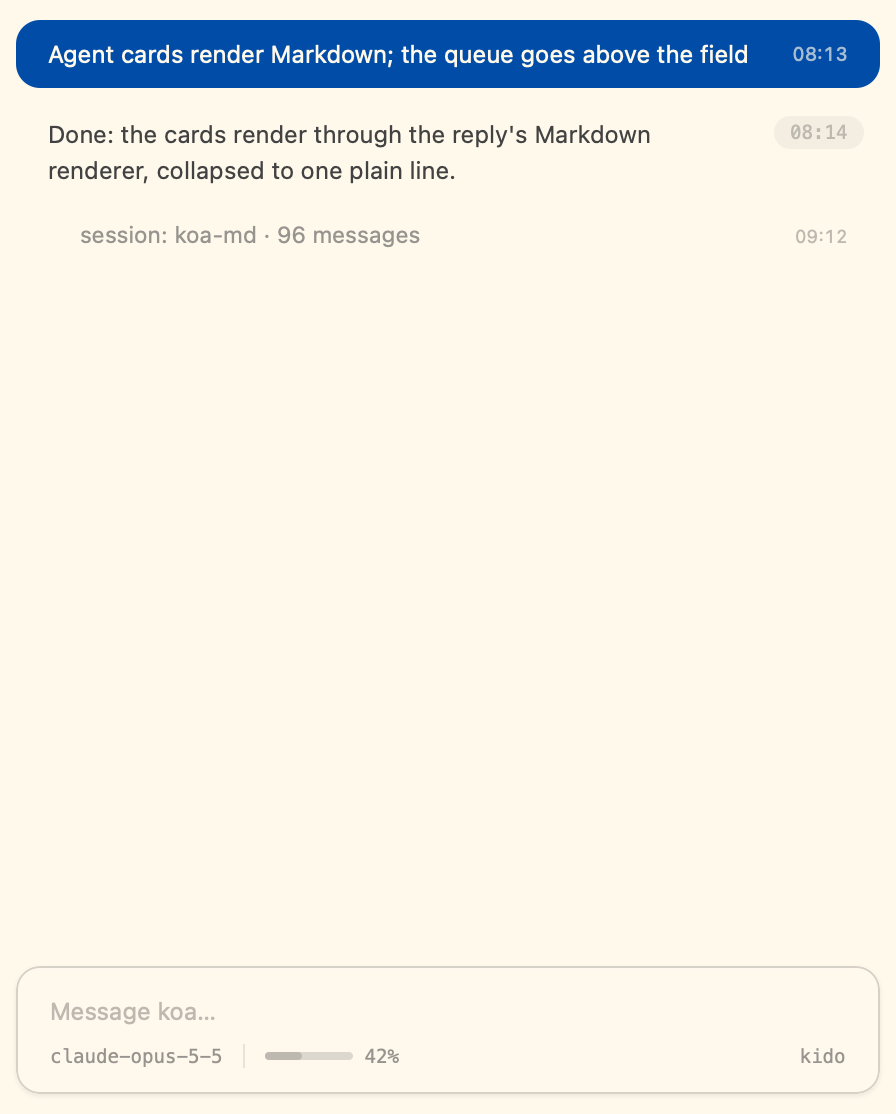 Agent cards render Markdown; the queue goes above the field 08:13
Done: the cards render through the reply's Markdown 08:14
renderer, collapsed to one plain line.
session: koa-md · 96 messages 09:12
Message koa…
claude-opus-5-5 42% kido